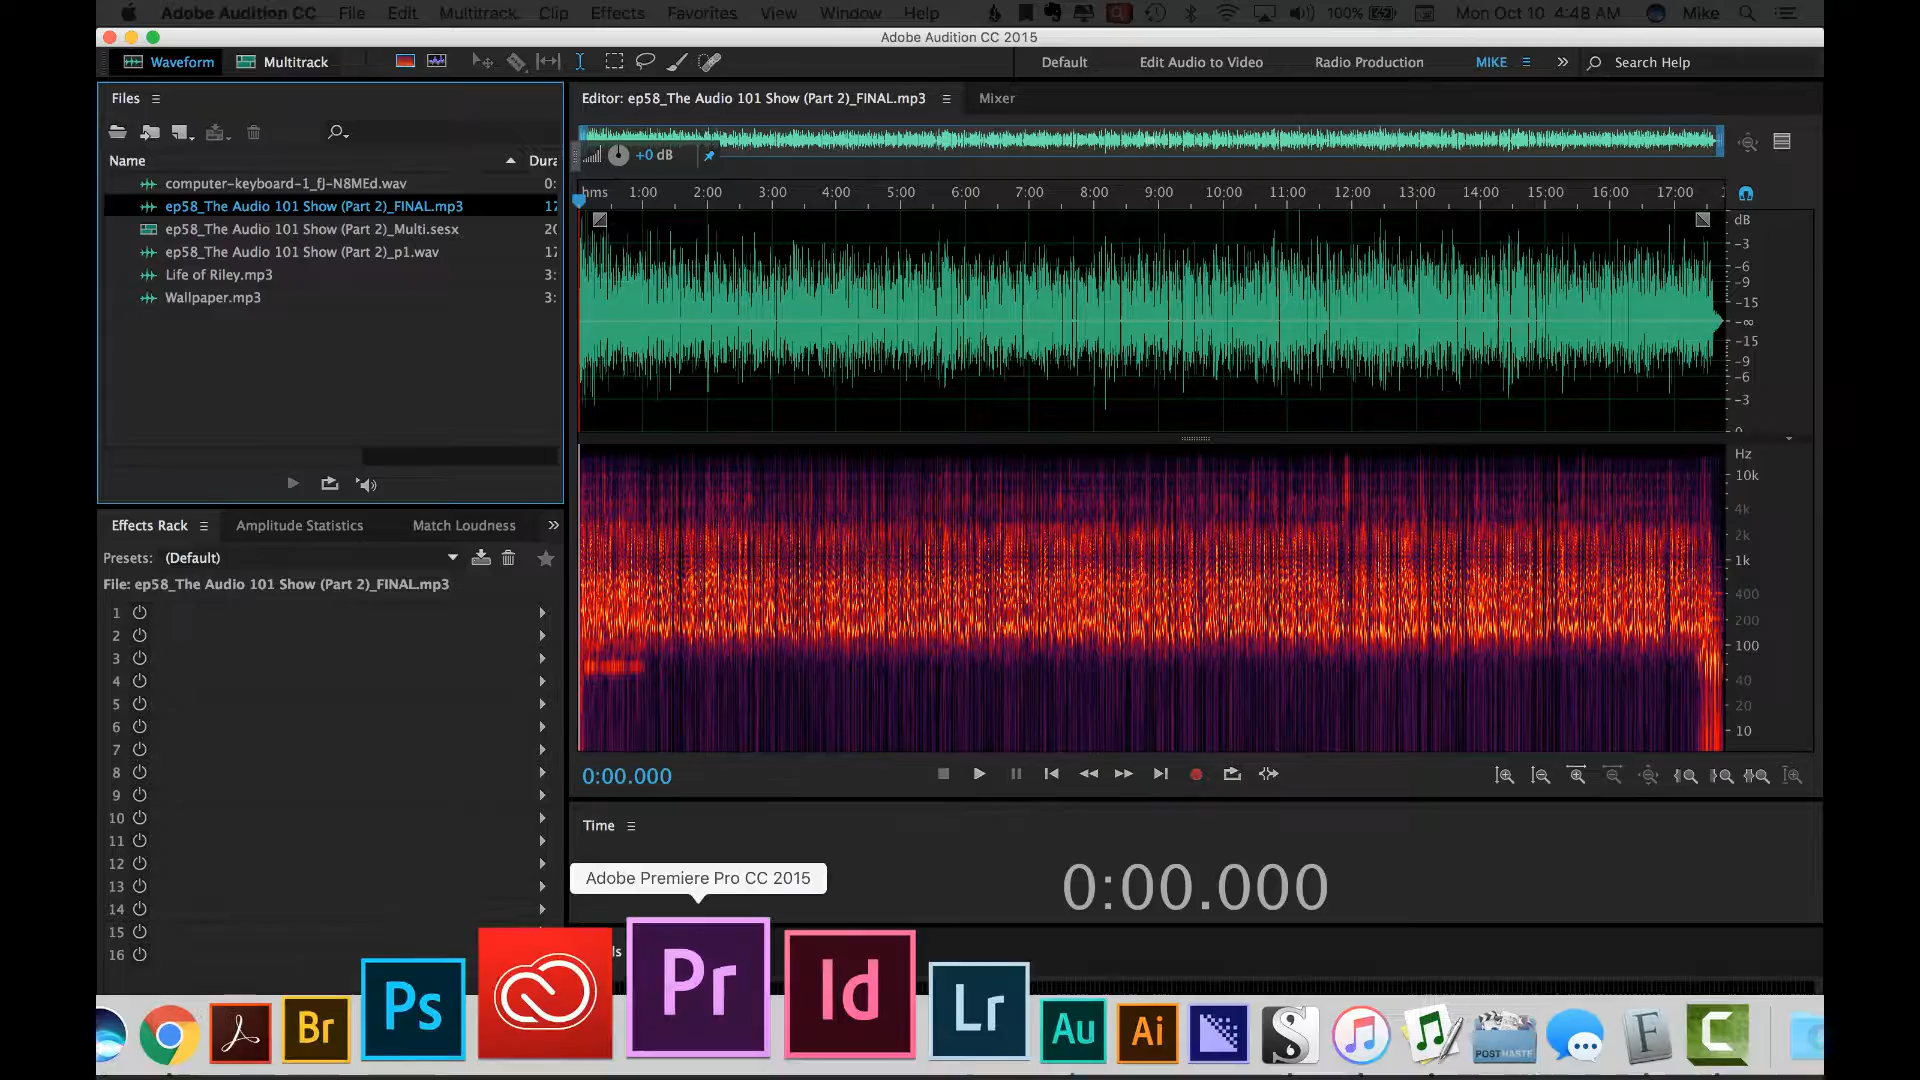 Adobe Audition CC File Edit Multitrack Clip Effects Favorites View Window Help 100% Mon Oct 10 4:48 AM Mike
Adobe Audition CC 2015
Waveform Multitrack Default Edit Audio to Video Radio Production MIKE Search Help
Files
Name Dura
computer-keyboard-1_fJ-N8MEd.wav 0:
ep58_The Audio 101 Show (Part 2)_FINAL.mp3 17
ep58_The Audio 101 Show (Part 2)_Multi.sesx 20
ep58_The Audio 101 Show (Part 2)_p1.wav 17
Life of Riley.mp3 3:
Wallpaper.mp3 3:
Editor: ep58_The Audio 101 Show (Part 2)_FINAL.mp3 Mixer
+0 dB
hms 1:00 2:00 3:00 4:00 5:00 6:00 7:00 8:00 9:00 10:00 11:00 12:00 13:00 14:00 15:00 16:00 17:00
dB
-3
-6
-9
-15
-∞
-15
-9
-6
-3
Hz
10k
4k
2k
1k
400
200
100
40
20
10
0:00.000
Effects Rack Amplitude Statistics Match Loudness
Presets: (Default)
File: ep58_The Audio 101 Show (Part 2)_FINAL.mp3
1
2
3
4
5
6
7
8
9
10
11
12
13
14
15
16
Time
0:00.000
Adobe Premiere Pro CC 2015
ls
Br Ps Pr Id Lr Au Ai S POST HASTE F C